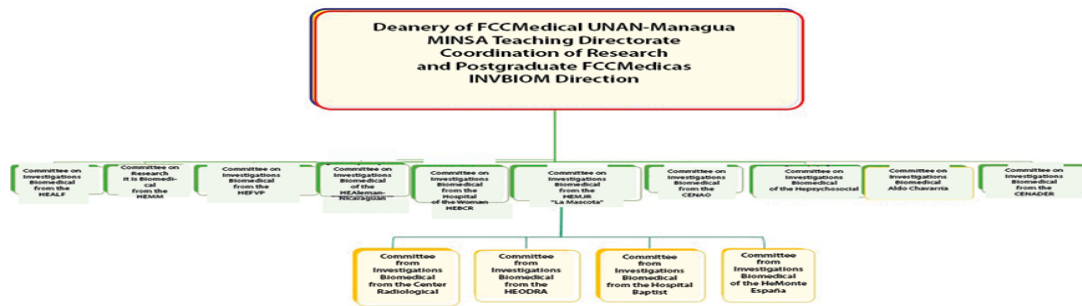 Deanery of FCCMedical UNAN-Managua
MINSA Teaching Directorate
Coordination of Research
and Postgraduate FCCMedicas
INVBIOM Direction
Committee on
Investigations
Biomedical
from the
HEALF
Committee on
Research
It is Biomedi-
cal
from the
HEMM
Committee on
Investigations
Biomedical
from the
HEFVP
Committee on
Investigations
Biomedical
of the
HEAleman-
Nicaraguan
Committee on
Investigations
Biomedical
from the
Hospital
of the Woman
HEBCR
Committee on
Investigations
Biomedical
from the
HEMJR
"La Mascota"
Committee on
Investigations
Biomedical
from the
CENAO
Committee on
Investigations
Biomedical
of the Hepsychosocial
Committee on
Investigations
Biomedical
Aldo Chavarria
Committee on
Investigations
Biomedical
from the
CENADER
Committee
from
Investigations
Biomedical
from the Center
Radiological
Committee
from
Investigations
Biomedical
from the
HEODRA
Committee
from
Investigations
Biomedical
from the Hospital
Baptist
Committee
from
Investigations
Biomedical
of the HeMonte
España